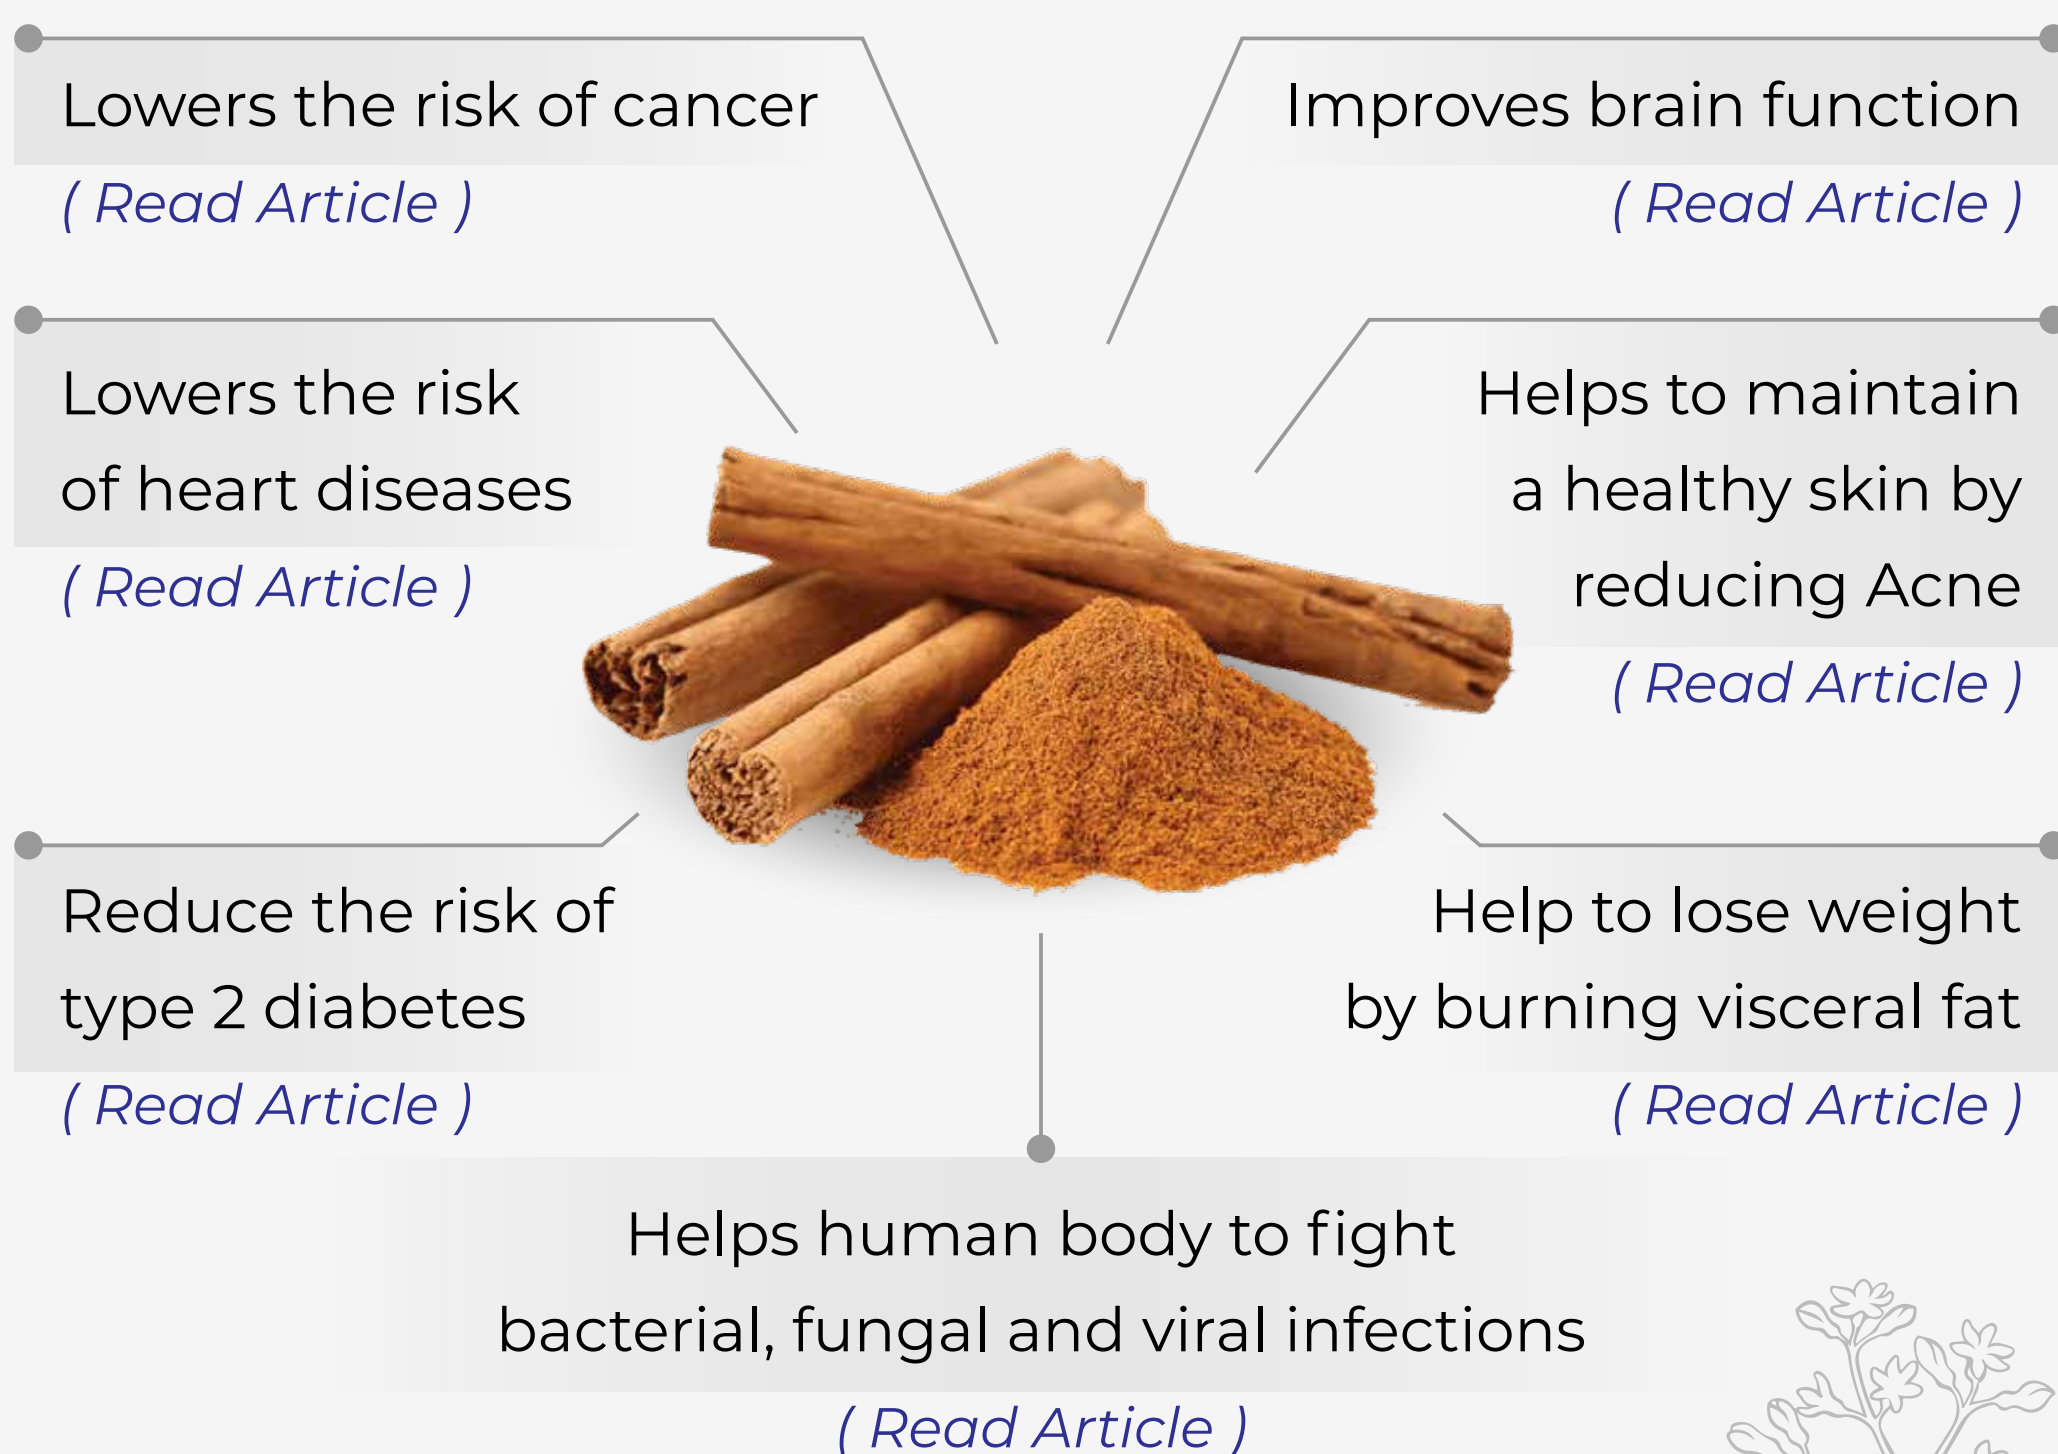 Lowers the risk of cancer
( Read Article )
Improves brain function
( Read Article )
Lowers the risk
of heart diseases
( Read Article )
Helps to maintain
a healthy skin by
reducing Acne
( Read Article )
Reduce the risk of
type 2 diabetes
( Read Article )
Help to lose weight
by burning visceral fat
( Read Article )
Helps human body to fight
bacterial, fungal and viral infections
( Read Article )